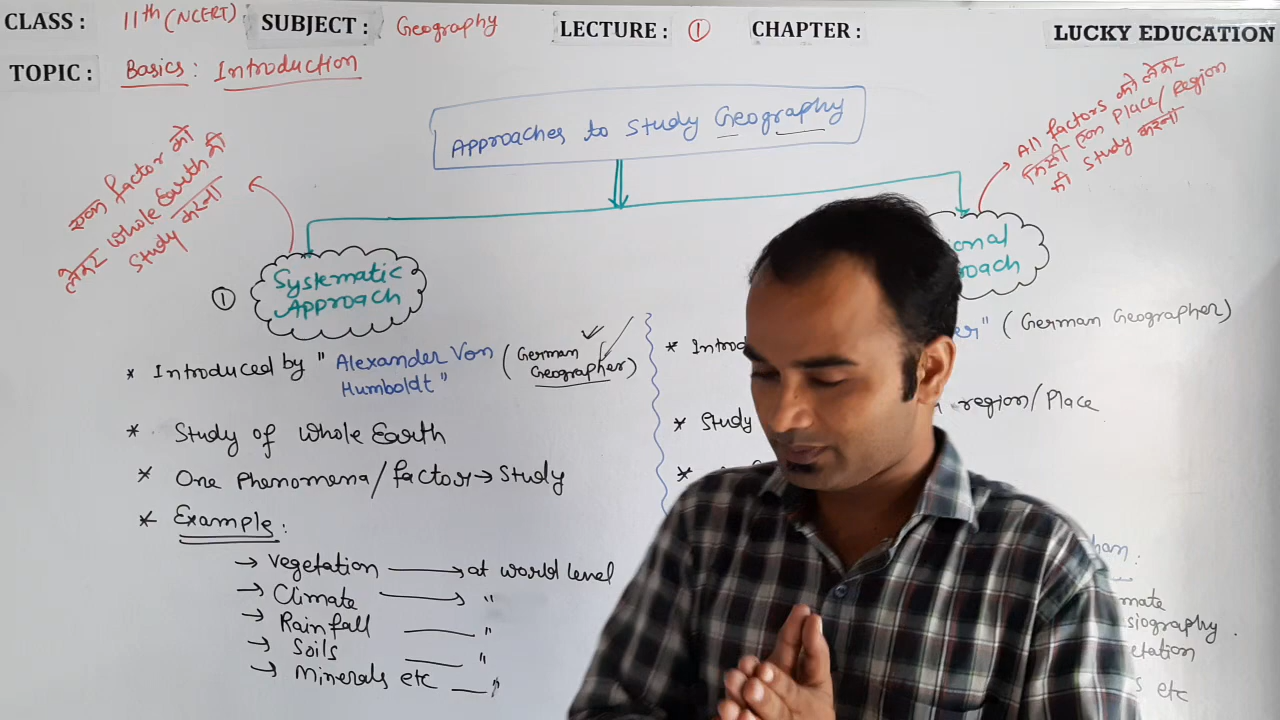 CLASS : 11th (NCERT) SUBJECT : Geography LECTURE : ① CHAPTER : LUCKY EDUCATION
TOPIC : Basics : Introduction
Approaches to Study Geography
एक factor को
लेकर whole Earth की
study करना
All factors को लेकर
किसी एक place/Region
की study करना
① Systematic
Approach
onal
roach
* Introduced by " Alexander Von
Humboldt"
(German
Geographer)
* Study of whole Earth
* One Phenomena/factor → Study
* Example :
→ Vegetation → at world level
→ Climate → "
→ Rainfall — "
→ Soils — "
→ Minerals etc — "
* Introd er" (German Geographer)
* Study region/Place
*
han :
mate
siography .
etation
s etc